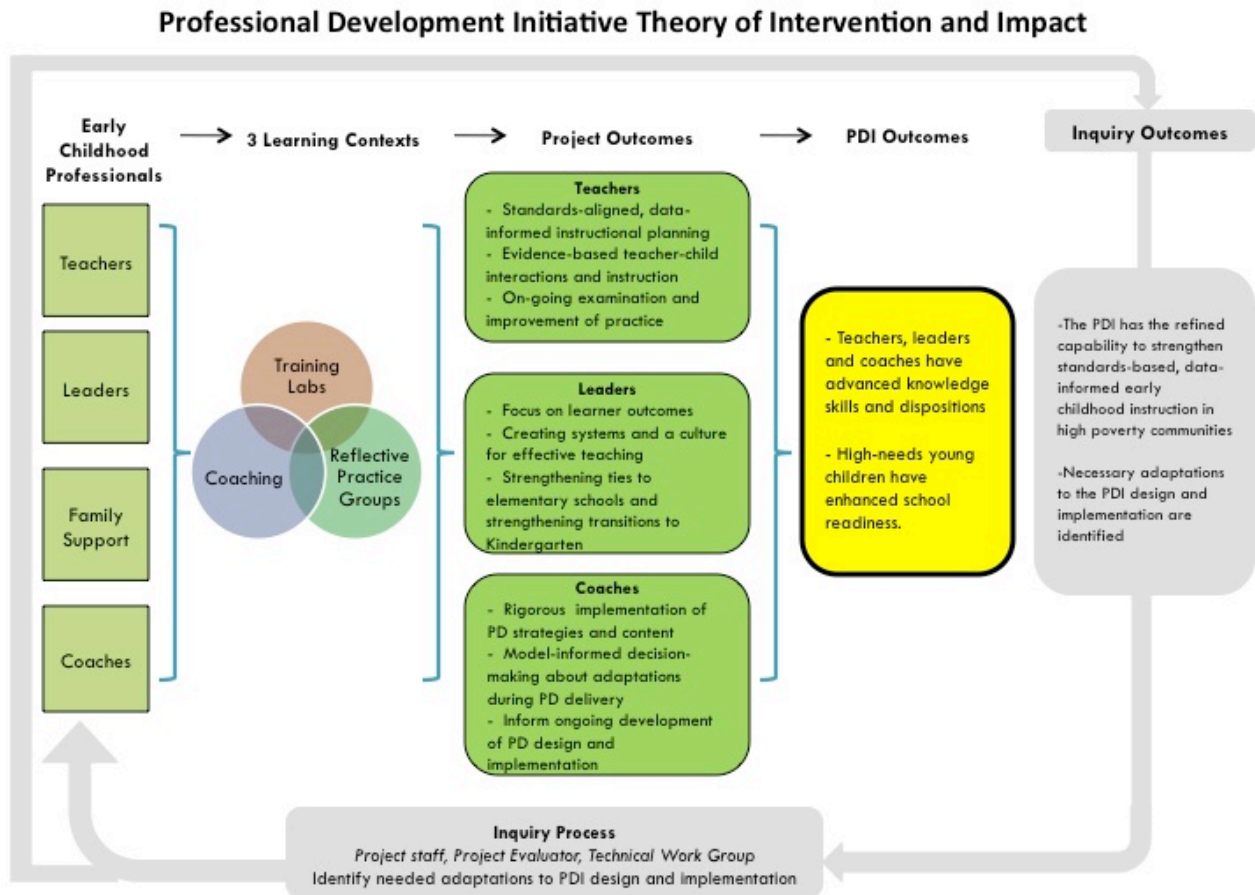 Professional Development Initiative Theory of Intervention and Impact
Early
Childhood
Professionals
3 Learning Contexts
Project Outcomes
PDI Outcomes
Inquiry Outcomes
Teachers
Leaders
Family
Support
Coaches
Training
Labs
Coaching
Reflective
Practice
Groups
Teachers
- Standards-aligned, data-
informed instructional planning
- Evidence-based teacher-child
interactions and instruction
- On-going examination and
improvement of practice
Leaders
- Focus on learner outcomes
- Creating systems and a culture
for effective teaching
- Strengthening ties to
elementary schools and
strengthening transitions to
Kindergarten
Coaches
- Rigorous implementation of
PD strategies and content
- Model-informed decision-
making about adaptations
during PD delivery
- Inform ongoing development
of PD design and
implementation
- Teachers, leaders
and coaches have
advanced knowledge
skills and dispositions
- High-needs young
children have
enhanced school
readiness.
-The PDI has the refined
capability to strengthen
standards-based, data-
informed early
childhood instruction in
high poverty communities
-Necessary adaptations
to the PDI design and
implementation are
identified
Inquiry Process
Project staff, Project Evaluator, Technical Work Group
Identify needed adaptations to PDI design and implementation